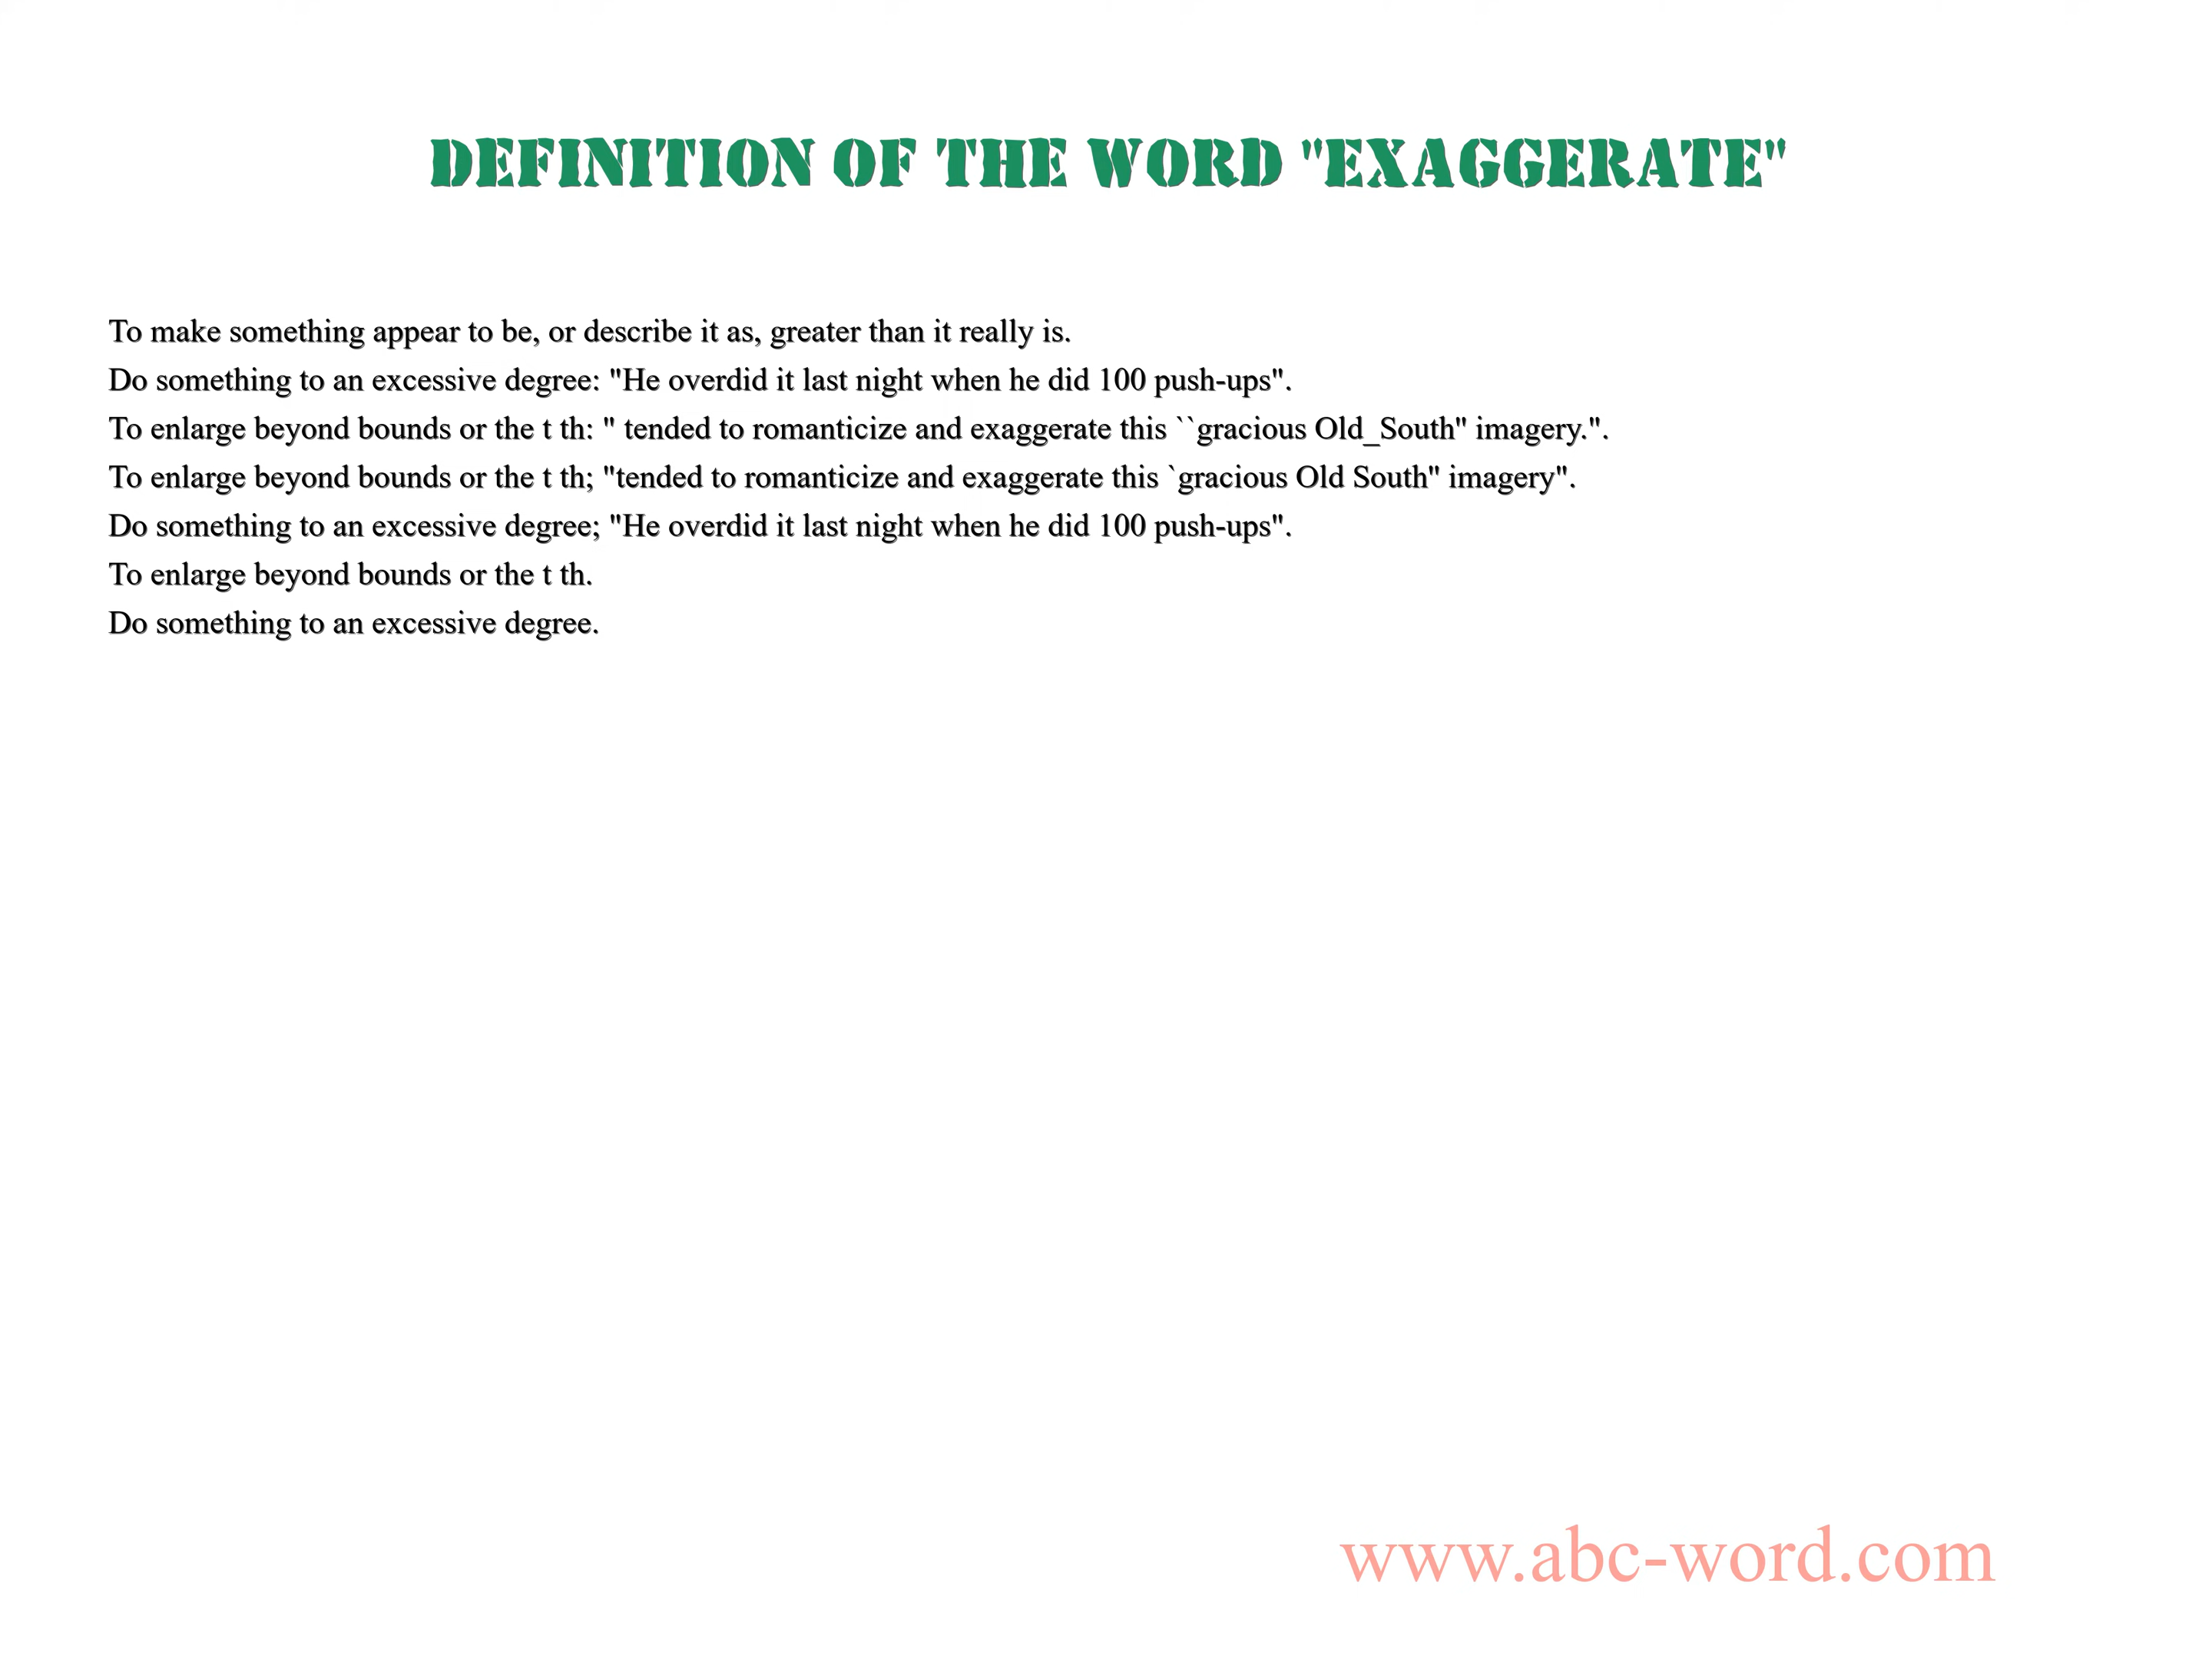 DEFINITION OF THE WORD "EXAGGERATE"
To make something appear to be, or describe it as, greater than it really is.
Do something to an excessive degree: "He overdid it last night when he did 100 push-ups".
To enlarge beyond bounds or the t th: " tended to romanticize and exaggerate this ``gracious Old_South" imagery.".
To enlarge beyond bounds or the t th; "tended to romanticize and exaggerate this `gracious Old South" imagery".
Do something to an excessive degree; "He overdid it last night when he did 100 push-ups".
To enlarge beyond bounds or the t th.
Do something to an excessive degree.
www.abc-word.com